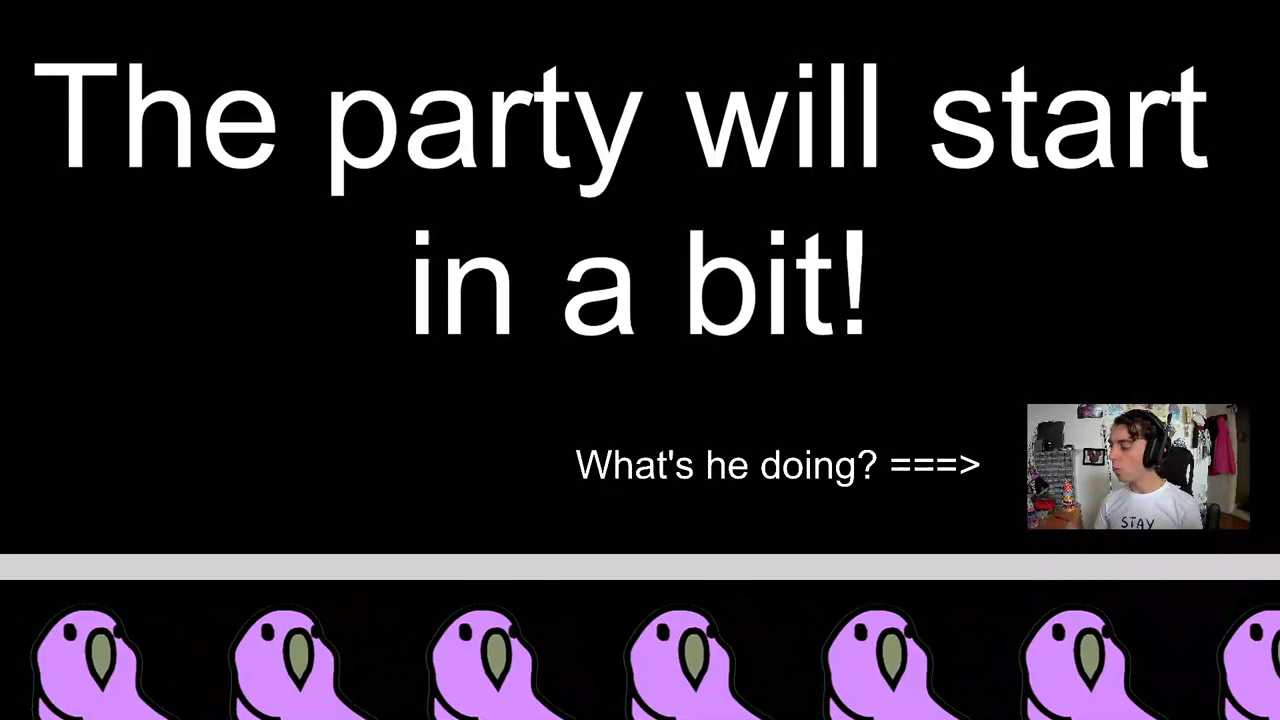 The party will start
in a bit!
What's he doing? ===>
STAY